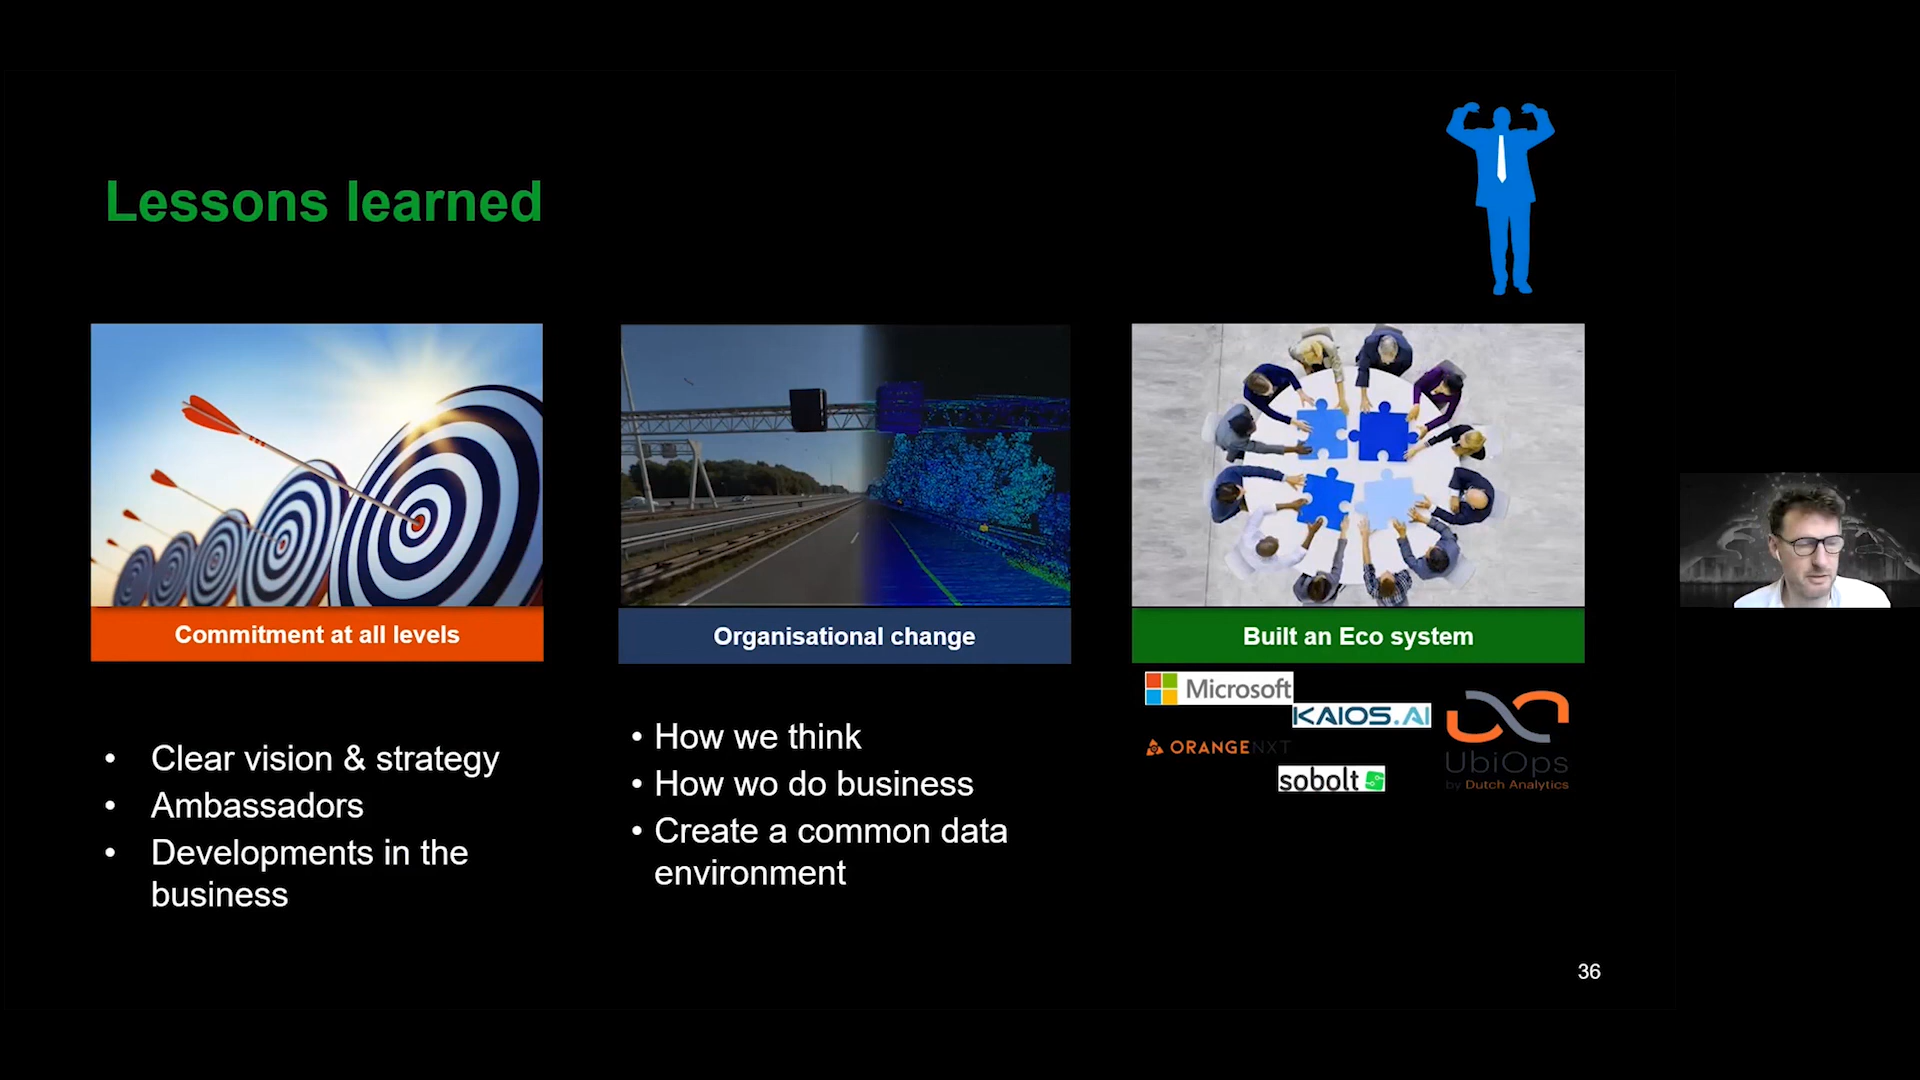 Lessons learned
Commitment at all levels
• Clear vision & strategy
• Ambassadors
• Developments in the
business
Organisational change
• How we think
• How wo do business
• Create a common data
environment
Built an Eco system
Microsoft
KAIOS.AI
ORANGENXT
sobolt
UbiOps
by Dutch Analytics
36